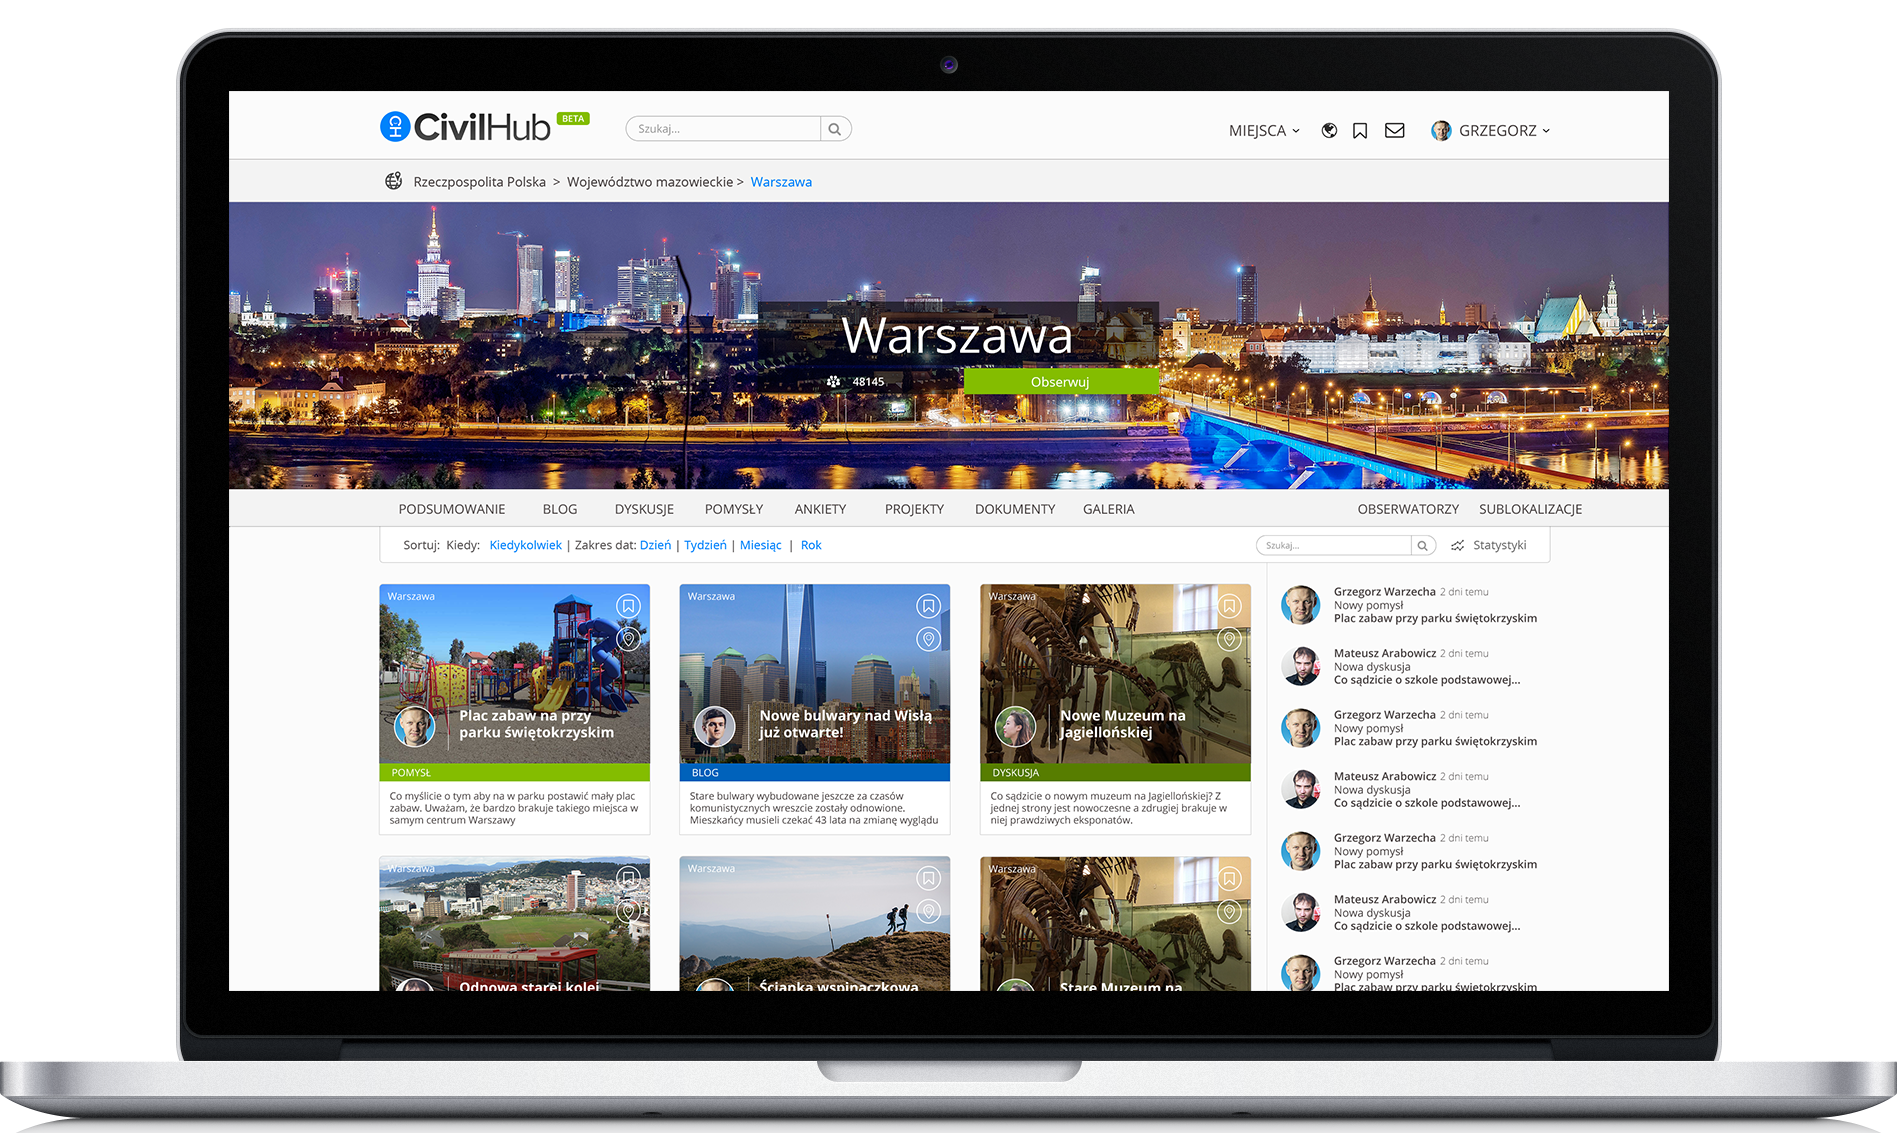 CivilHub BETA
Szukaj...
MIEJSCA
GRZEGORZ
Rzeczpospolita Polska > Województwo mazowieckie > Warszawa
Warszawa
48145
Obserwuj
PODSUMOWANIE BLOG DYSKUSJE POMYSŁY ANKIETY PROJEKTY DOKUMENTY GALERIA OBSERWATORZY SUBLOKALIZACJE
Sortuj: Kiedy: Kiedykolwiek | Zakres dat: Dzień | Tydzień | Miesiąc | Rok
Szukaj...
Statystyki
Warszawa
Plac zabaw na przy
parku świętokrzyskim
POMYSŁ
Co myślicie o tym aby na w parku postawić mały plac
zabaw. Uważam, że bardzo brakuje takiego miejsca w
samym centrum Warszawy
Warszawa
Nowe bulwary nad Wisłą
już otwarte!
BLOG
Stare bulwary wybudowane jeszcze za czasów
komunistycznych wreszcie zostały odnowione.
Mieszkańcy musieli czekać 43 lata na zmianę wyglądu
Warszawa
Nowe Muzeum na
Jagiellońskiej
DYSKUSJA
Co sądzicie o nowym muzeum na Jagiellońskiej? Z
jednej strony jest nowoczesne a zdrugiej brakuje w
niej prawdziwych eksponatów.
Warszawa
Odnowa starej kolei
Warszawa
Ścianka wspinaczkowa
Warszawa
Stare Muzeum na
Grzegorz Warzecha 2 dni temu
Nowy pomysł
Plac zabaw przy parku świętokrzyskim
Mateusz Arabowicz 2 dni temu
Nowa dyskusja
Co sądzicie o szkole podstawowej...
Grzegorz Warzecha 2 dni temu
Nowy pomysł
Plac zabaw przy parku świętokrzyskim
Mateusz Arabowicz 2 dni temu
Nowa dyskusja
Co sądzicie o szkole podstawowej...
Grzegorz Warzecha 2 dni temu
Nowy pomysł
Plac zabaw przy parku świętokrzyskim
Mateusz Arabowicz 2 dni temu
Nowa dyskusja
Co sądzicie o szkole podstawowej...
Grzegorz Warzecha 2 dni temu
Nowy pomysł
Plac zabaw przy parku świętokrzyskim